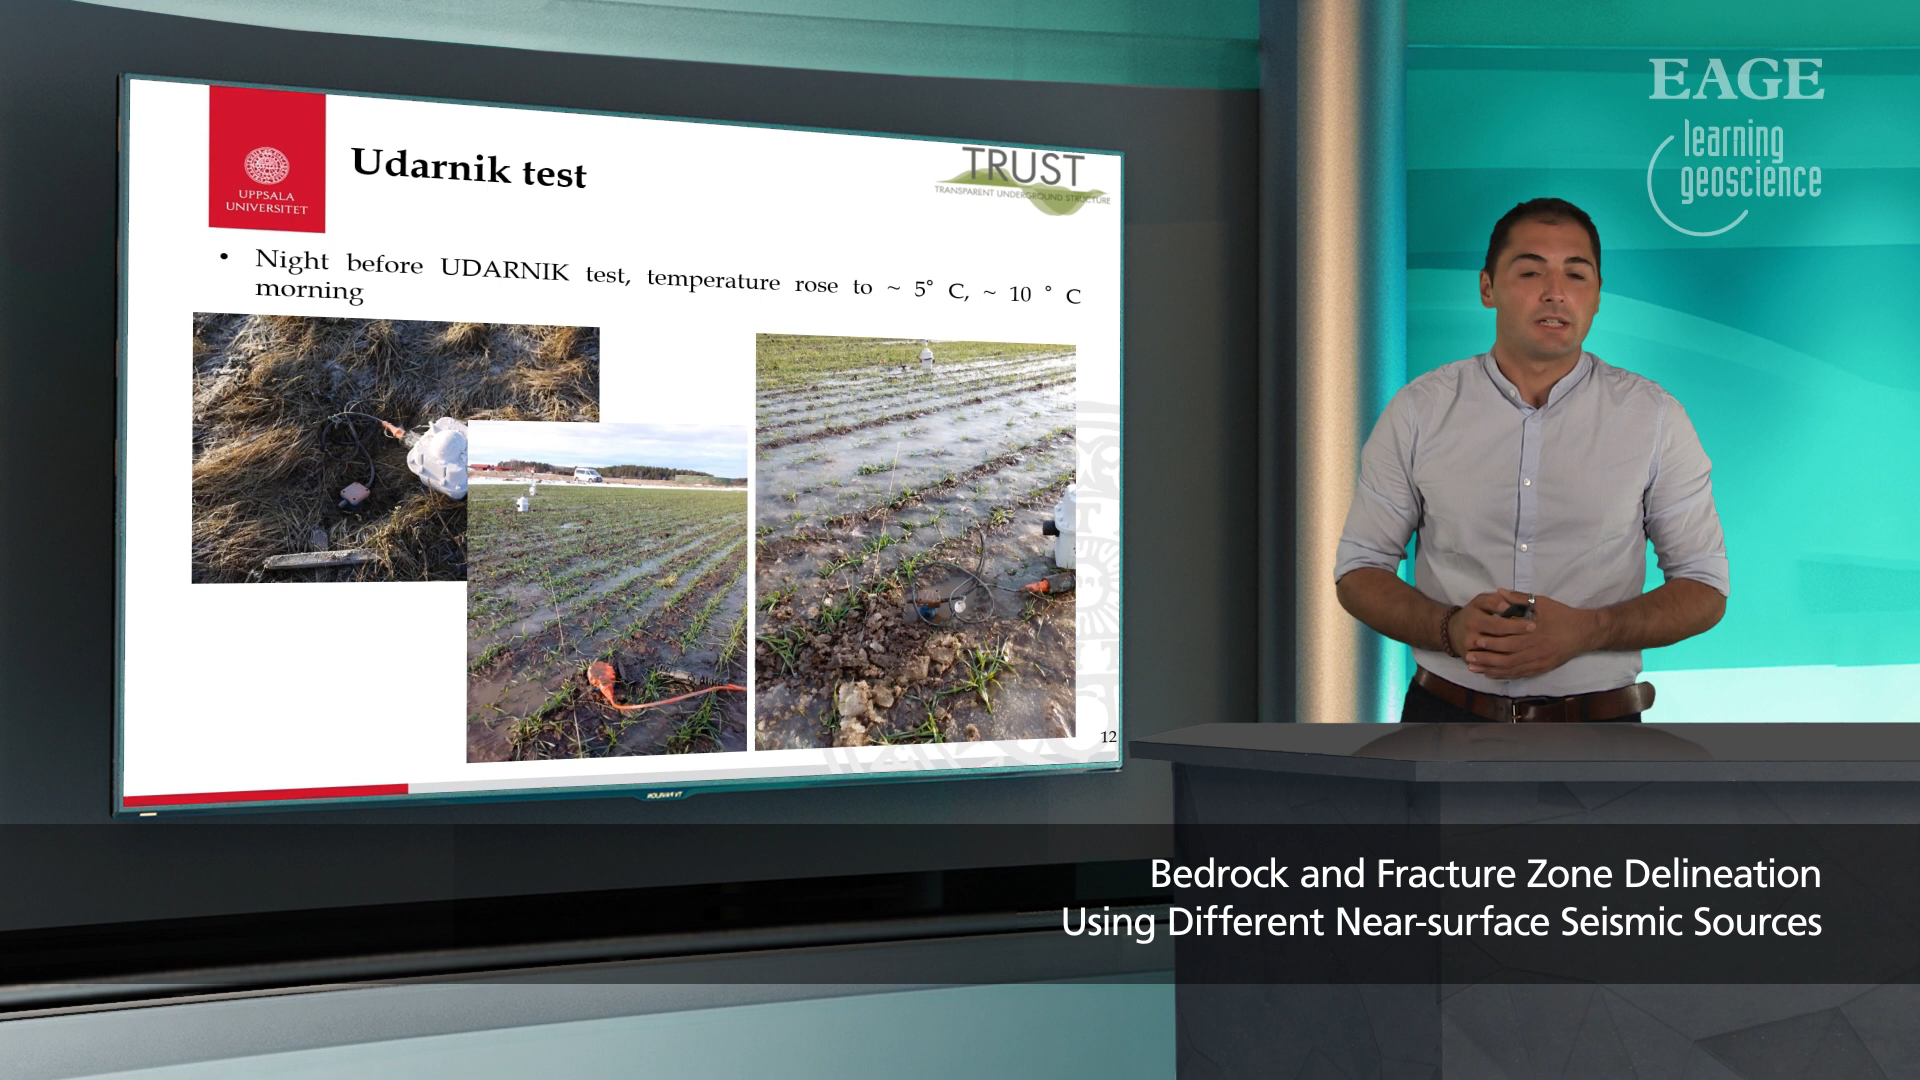 UPPSALA
UNIVERSITET
Udarnik test
TRUST
TRANSPARENT UNDERGROUND STRUCTURE
• Night before UDARNIK test, temperature rose to ~ 5° C, ~ 10 ° C
morning
12
EAGE
learning
geoscience
Bedrock and Fracture Zone Delineation
Using Different Near-surface Seismic Sources